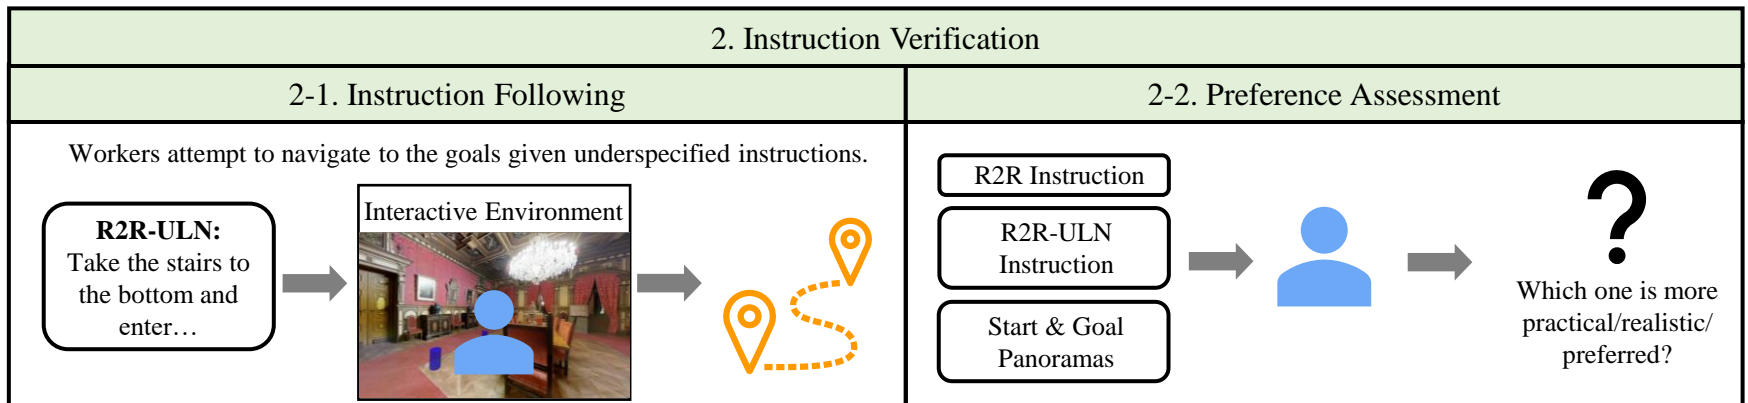 2. Instruction Verification
2-1. Instruction Following
2-2. Preference Assessment
Workers attempt to navigate to the goals given underspecified instructions.
R2R-ULN:
Take the stairs to
the bottom and
enter…
Interactive Environment
R2R Instruction
R2R-ULN
Instruction
Start & Goal
Panoramas
?
Which one is more
practical/realistic/
preferred?